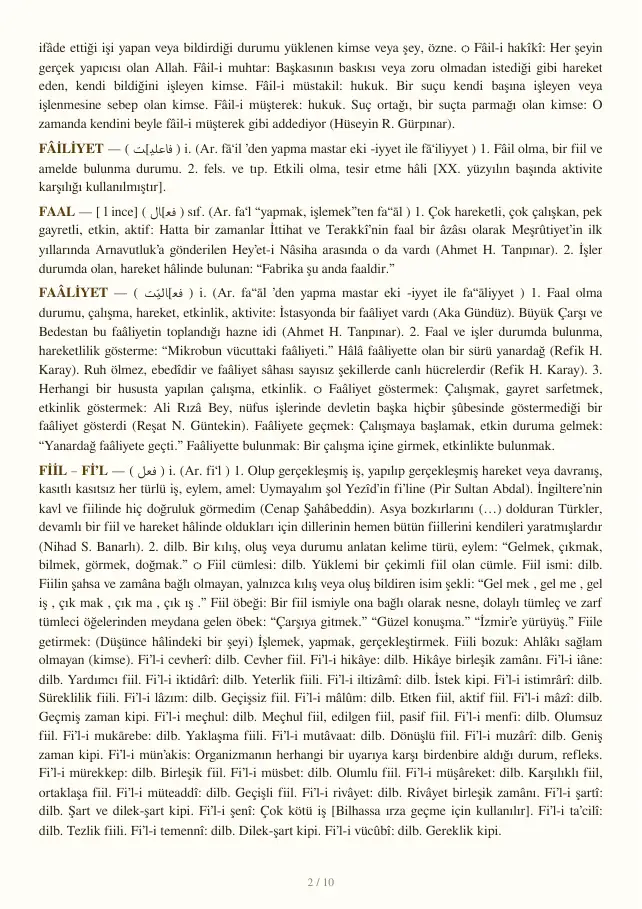 ifâde ettiği işi yapan veya bildirdiği durumu yüklenen kimse veya şey, özne. ѻ Fâil-i hakîkî: Her şeyin
gerçek yapıcısı olan Allah. Fâil-i muhtar: Başkasının baskısı veya zoru olmadan istediği gibi hareket
eden, kendi bildiğini işleyen kimse. Fâil-i müstakil: hukuk. Bir suçu kendi başına işleyen veya
işlenmesine sebep olan kimse. Fâil-i müşterek: hukuk. Suç ortağı, bir suçta parmağı olan kimse: O
zamanda kendini beyle fâil-i müşterek gibi addediyor (Hüseyin R. Gürpınar).
FÂİLİYET — ( فاعلي]ت ) i. (Ar. fā‘il ’den yapma mastar eki -iyyet ile fā‘iliyyet ) 1. Fâil olma, bir fiil ve
amelde bulunma durumu. 2. fels. ve tıp. Etkili olma, tesir etme hâli [XX. yüzyılın başında aktivite
karşılığı kullanılmıştır].
FAAL — [ l ince] ( فع]ال ) sıf. (Ar. fa‘l “yapmak, işlemek”ten fa“āl ) 1. Çok hareketli, çok çalışkan, pek
gayretli, etkin, aktif: Hatta bir zamanlar İttihat ve Terakkî’nin faal bir âzâsı olarak Meşrûtiyet’in ilk
yıllarında Arnavutluk’a gönderilen Hey’et-i Nâsiha arasında o da vardı (Ahmet H. Tanpınar). 2. İşler
durumda olan, hareket hâlinde bulunan: “Fabrika şu anda faaldir.”
FAÂLİYET — ( فع]اليّت ) i. (Ar. fa“āl ’den yapma mastar eki -iyyet ile fa“āliyyet ) 1. Faal olma
durumu, çalışma, hareket, etkinlik, aktivite: İstasyonda bir faâliyet vardı (Aka Gündüz). Büyük Çarşı ve
Bedestan bu faâliyetin toplandığı hazne idi (Ahmet H. Tanpınar). 2. Faal ve işler durumda bulunma,
hareketlilik gösterme: “Mikrobun vücuttaki faâliyeti.” Hâlâ faâliyette olan bir sürü yanardağ (Refik H.
Karay). Ruh ölmez, ebedîdir ve faâliyet sâhası sayısız şekillerde canlı hücrelerdir (Refik H. Karay). 3.
Herhangi bir hususta yapılan çalışma, etkinlik. ѻ Faâliyet göstermek: Çalışmak, gayret sarfetmek,
etkinlik göstermek: Ali Rızâ Bey, nüfus işlerinde devletin başka hiçbir şûbesinde göstermediği bir
faâliyet gösterdi (Reşat N. Güntekin). Faâliyete geçmek: Çalışmaya başlamak, etkin duruma gelmek:
“Yanardağ faâliyete geçti.” Faâliyette bulunmak: Bir çalışma içine girmek, etkinlikte bulunmak.
FİİL – Fİ’L — ( فعل ) i. (Ar. fi‘l ) 1. Olup gerçekleşmiş iş, yapılıp gerçekleşmiş hareket veya davranış,
kasıtlı kasıtsız her türlü iş, eylem, amel: Uymayalım şol Yezîd’in fi’line (Pir Sultan Abdal). İngiltere’nin
kavl ve fiilinde hiç doğruluk görmedim (Cenap Şahâbeddin). Asya bozkırlarını (…) dolduran Türkler,
devamlı bir fiil ve hareket hâlinde oldukları için dillerinin hemen bütün fiillerini kendileri yaratmışlardır
(Nihad S. Banarlı). 2. dilb. Bir kılış, oluş veya durumu anlatan kelime türü, eylem: “Gelmek, çıkmak,
bilmek, görmek, doğmak.” ѻ Fiil cümlesi: dilb. Yüklemi bir çekimli fiil olan cümle. Fiil ismi: dilb.
Fiilin şahsa ve zamâna bağlı olmayan, yalnızca kılış veya oluş bildiren isim şekli: “Gel mek , gel me , gel
iş , çık mak , çık ma , çık ış .” Fiil öbeği: Bir fiil ismiyle ona bağlı olarak nesne, dolaylı tümleç ve zarf
tümleci öğelerinden meydana gelen öbek: “Çarşıya gitmek.” “Güzel konuşma.” “İzmir’e yürüyüş.” Fiile
getirmek: (Düşünce hâlindeki bir şeyi) İşlemek, yapmak, gerçekleştirmek. Fiili bozuk: Ahlâkı sağlam
olmayan (kimse). Fi’l-i cevherî: dilb. Cevher fiil. Fi’l-i hikâye: dilb. Hikâye birleşik zamânı. Fi’l-i iâne:
dilb. Yardımcı fiil. Fi’l-i iktidârî: dilb. Yeterlik fiili. Fi’l-i iltizâmî: dilb. İstek kipi. Fi’l-i istimrârî: dilb.
Süreklilik fiili. Fi’l-i lâzım: dilb. Geçişsiz fiil. Fi’l-i mâlûm: dilb. Etken fiil, aktif fiil. Fi’l-i mâzî: dilb.
Geçmiş zaman kipi. Fi’l-i meçhul: dilb. Meçhul fiil, edilgen fiil, pasif fiil. Fi’l-i menfi: dilb. Olumsuz
fiil. Fi’l-i mukārebe: dilb. Yaklaşma fiili. Fi’l-i mutâvaat: dilb. Dönüşlü fiil. Fi’l-i muzârî: dilb. Geniş
zaman kipi. Fi’l-i mün’akis: Organizmanın herhangi bir uyarıya karşı birdenbire aldığı durum, refleks.
Fi’l-i mürekkep: dilb. Birleşik fiil. Fi’l-i müsbet: dilb. Olumlu fiil. Fi’l-i müşâreket: dilb. Karşılıklı fiil,
ortaklaşa fiil. Fi’l-i müteaddî: dilb. Geçişli fiil. Fi’l-i rivâyet: dilb. Rivâyet birleşik zamânı. Fi’l-i şartî:
dilb. Şart ve dilek-şart kipi. Fi’l-i şenî: Çok kötü iş [Bilhassa ırza geçme için kullanılır]. Fi’l-i ta’cilî:
dilb. Tezlik fiili. Fi’l-i temennî: dilb. Dilek-şart kipi. Fi’l-i vücûbî: dilb. Gereklik kipi.
2 / 10